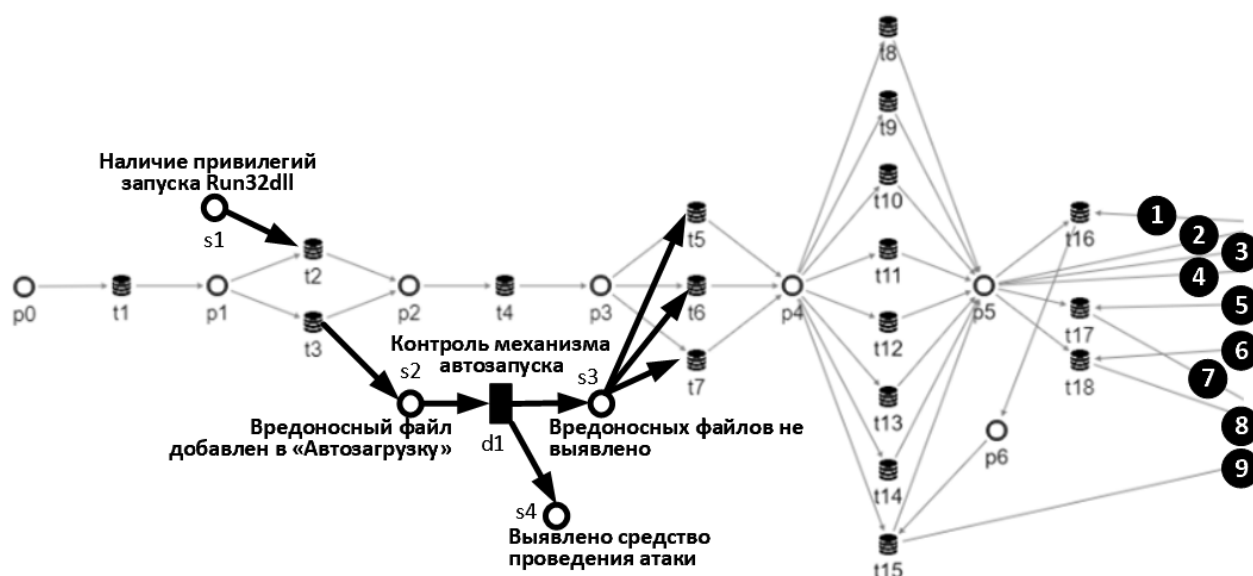 t8
t9
Наличие привилегий
запуска Run32dll
t10
s1
t5
t16
1
2
3
t2
t11
4
p0
t1
p1
p2
t4
p3
t6
p4
p5
5
t3
t12
t17
Контроль механизма
автозапуска
s2
s3
t7
t18
6
7
t13
Вредоносный файл
добавлен в «Автозагрузку»
d1
Вредоносных файлов не
выявлено
8
p6
9
t14
s4
Выявлено средство
проведения атаки
t15